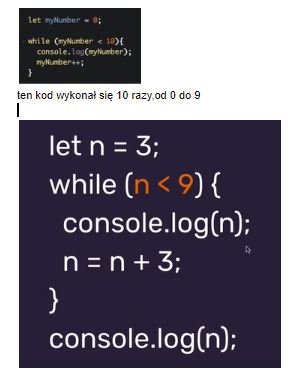 let myNumber = 0;
while (myNumber < 10){
console.log(myNumber);
myNumber++;
}
ten kod wykonał się 10 razy,od 0 do 9
let n = 3;
while (n < 9) {
console.log(n);
n = n + 3;
}
console.log(n);